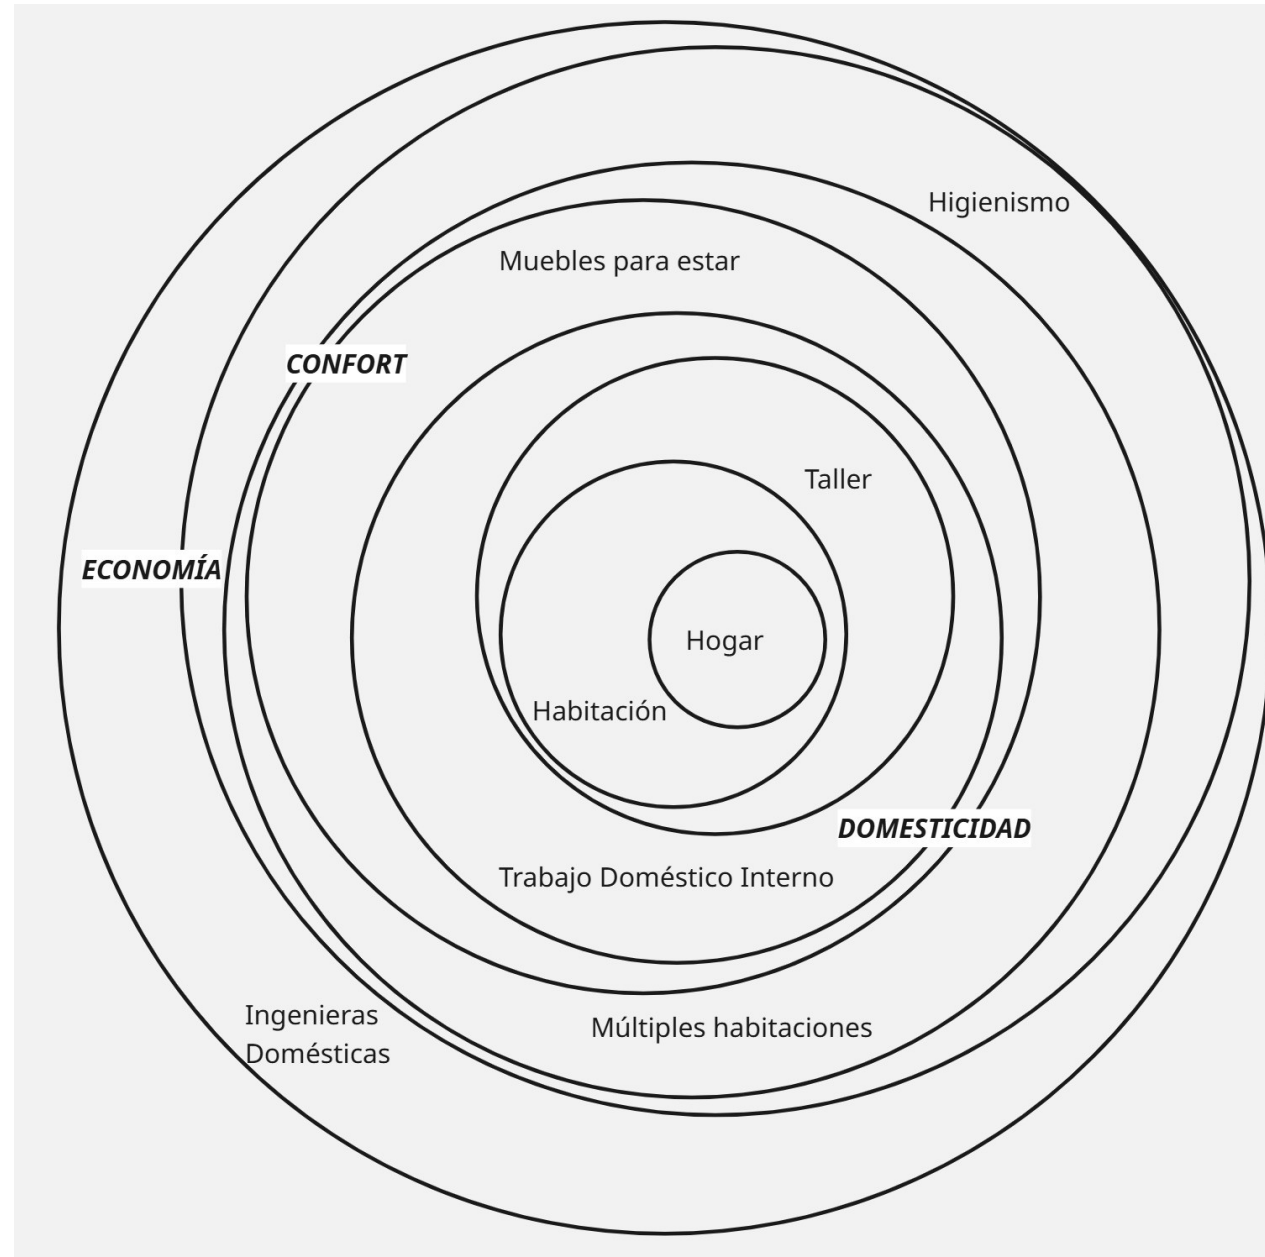 Higienismo
Muebles para estar
CONFORT
Taller
ECONOMÍA
Hogar
Habitación
DOMESTICIDAD
Trabajo Doméstico Interno
Ingenieras
Domésticas
Múltiples habitaciones